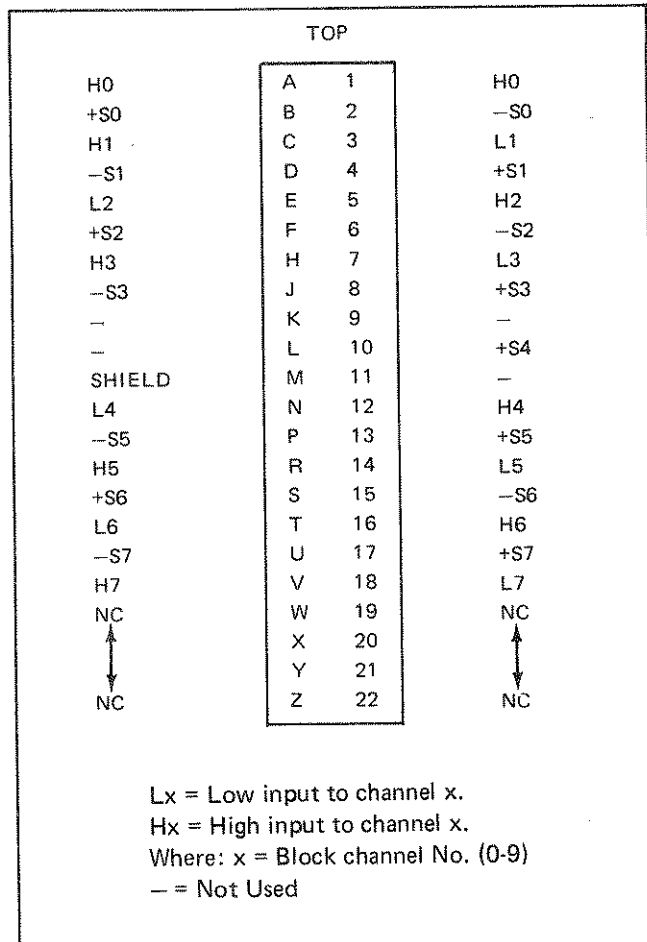 TOP
H0 A 1 H0
+S0 B 2 —S0
H1 C 3 L1
—S1 D 4 +S1
L2 E 5 H2
+S2 F 6 —S2
H3 H 7 L3
—S3 J 8 +S3
— K 9 —
— L 10 +S4
SHIELD M 11 —
L4 N 12 H4
—S5 P 13 +S5
H5 R 14 L5
+S6 S 15 —S6
L6 T 16 H6
—S7 U 17 +S7
H7 V 18 L7
NC W 19 NC
X 20
Y 21
NC Z 22 NC
Lx = Low input to channel x.
Hx = High input to channel x.
Where: x = Block channel No. (0-9)
— = Not Used